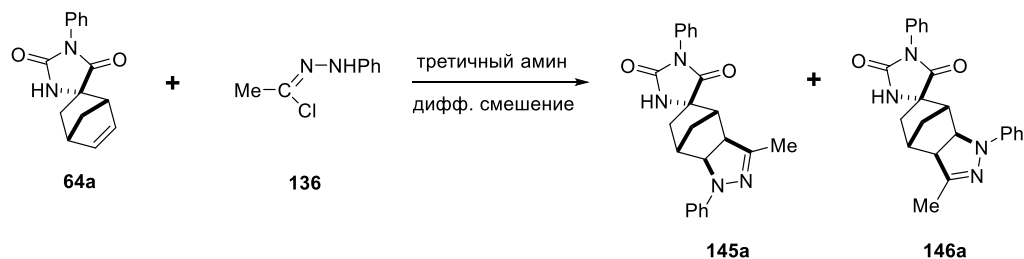 Ph
N
O
O
HN
64a
+
N
NHPh
Me
C
Cl
136
третичный амин
дифф. смешение
Ph
N
O
O
HN
Me
N
N
Ph
145a
+
Ph
N
O
O
HN
N
Ph
N
Me
146a